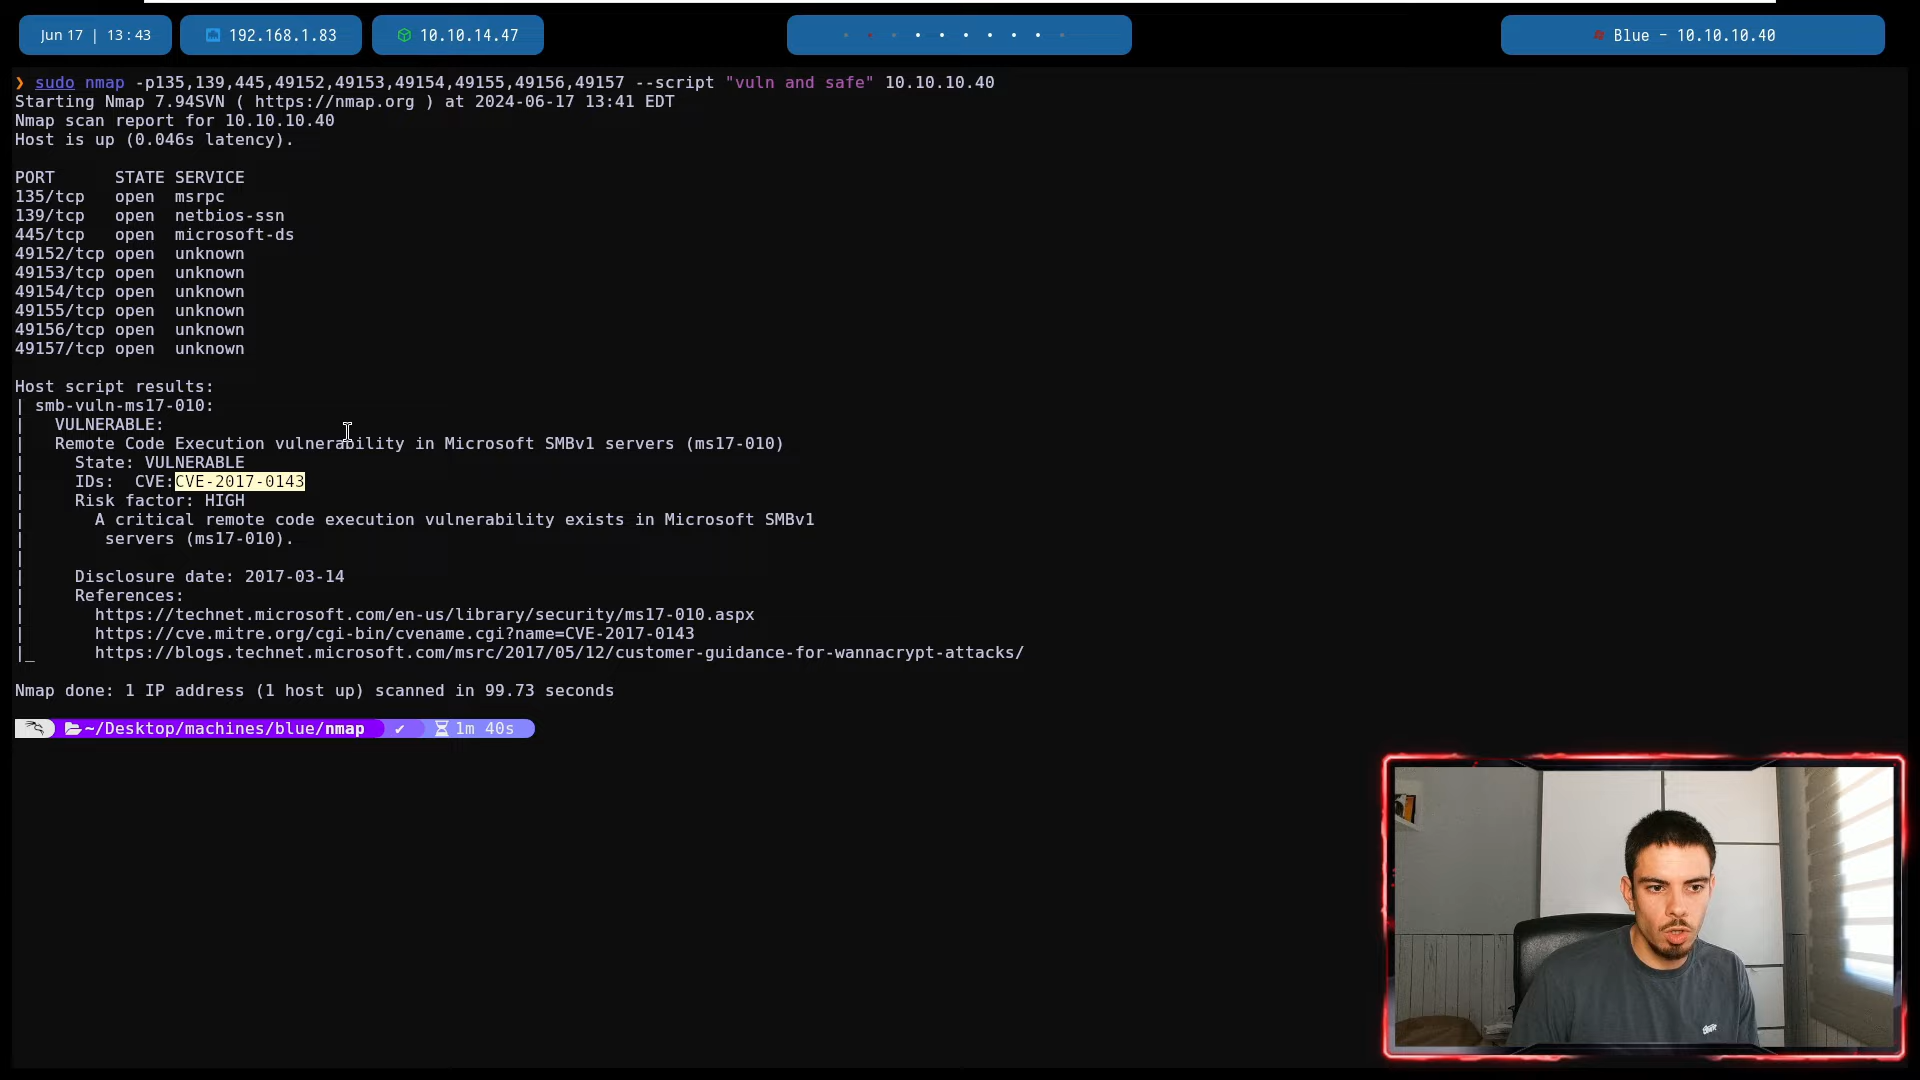 Jun 17 | 13:43
192.168.1.83
10.10.14.47
Blue - 10.10.10.40
❯ sudo nmap -p135,139,445,49152,49153,49154,49155,49156,49157 --script "vuln and safe" 10.10.10.40
Starting Nmap 7.94SVN ( https://nmap.org ) at 2024-06-17 13:41 EDT
Nmap scan report for 10.10.10.40
Host is up (0.046s latency).
PORT      STATE SERVICE
135/tcp   open  msrpc
139/tcp   open  netbios-ssn
445/tcp   open  microsoft-ds
49152/tcp open  unknown
49153/tcp open  unknown
49154/tcp open  unknown
49155/tcp open  unknown
49156/tcp open  unknown
49157/tcp open  unknown
Host script results:
| smb-vuln-ms17-010:
|   VULNERABLE:
|   Remote Code Execution vulnerability in Microsoft SMBv1 servers (ms17-010)
|     State: VULNERABLE
|     IDs:  CVE:CVE-2017-0143
|     Risk factor: HIGH
|       A critical remote code execution vulnerability exists in Microsoft SMBv1
|        servers (ms17-010).
|
|     Disclosure date: 2017-03-14
|     References:
|       https://technet.microsoft.com/en-us/library/security/ms17-010.aspx
|       https://cve.mitre.org/cgi-bin/cvename.cgi?name=CVE-2017-0143
|_      https://blogs.technet.microsoft.com/msrc/2017/05/12/customer-guidance-for-wannacrypt-attacks/
Nmap done: 1 IP address (1 host up) scanned in 99.73 seconds
~/Desktop/machines/blue/nmap ✔ 1m 40s